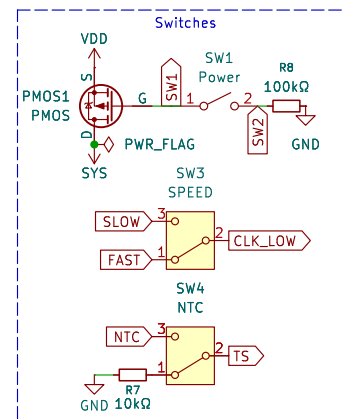 Switches
VDD
S
PMOS1
PMOS
G
D
SW1
SW1
Power
1
2
SW2
R8
100kΩ
GND
PWR_FLAG
SYS
SW3
SPEED
SLOW
3
FAST
1
2
CLK_LOW
SW4
NTC
NTC
3
2
TS
1
R7
10kΩ
GND